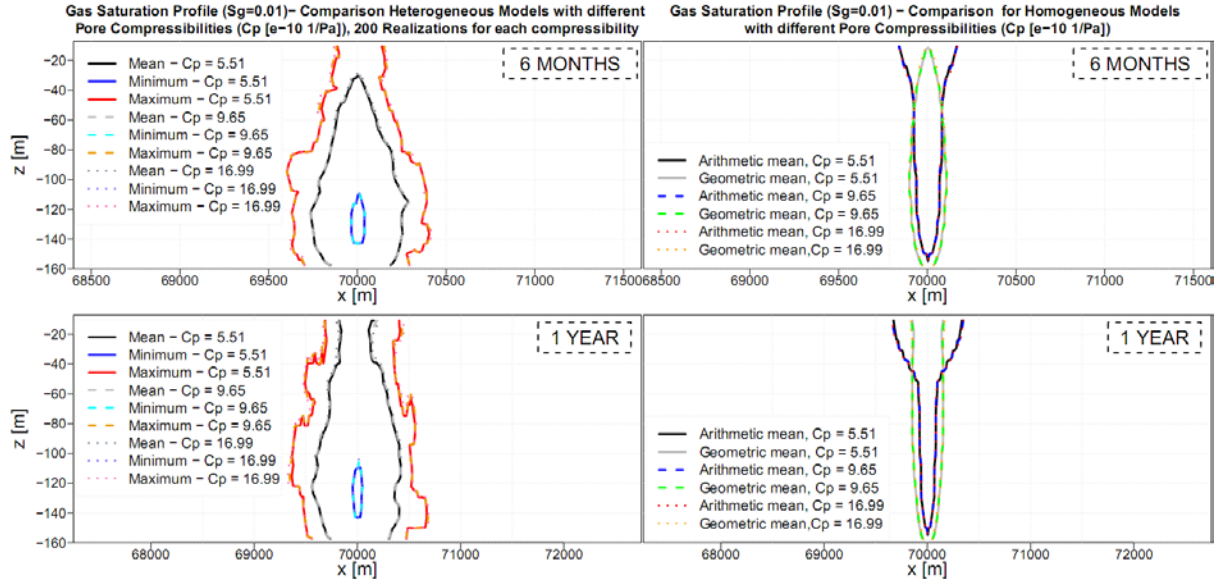 Gas Saturation Profile (Sg=0.01)− Comparison Heterogeneous Models with different
Pore Compressibilities (Cp [e−10 1/Pa]), 200 Realizations for each compressibility
6 MONTHS
−20
−40
−60
−80
−100
−120
−140
−160
z [m]
Mean − Cp = 5.51
Minimum − Cp = 5.51
Maximum − Cp = 5.51
Mean − Cp = 9.65
Minimum − Cp = 9.65
Maximum − Cp = 9.65
Mean − Cp = 16.99
Minimum − Cp = 16.99
Maximum − Cp = 16.99
68500 69000 69500 70000 70500 71000 71500
x [m]
Gas Saturation Profile (Sg=0.01) − Comparison for Homogeneous Models
with different Pore Compressibilities (Cp [e−10 1/Pa])
6 MONTHS
Arithmetic mean, Cp = 5.51
Geometric mean, Cp = 5.51
Arithmetic mean, Cp = 9.65
Geometric mean, Cp = 9.65
Arithmetic mean, Cp = 16.99
Geometric mean,Cp = 16.99
68500 69000 69500 70000 70500 71000 71500
x [m]
1 YEAR
−20
−40
−60
−80
−100
−120
−140
−160
z [m]
Mean − Cp = 5.51
Minimum − Cp = 5.51
Maximum − Cp = 5.51
Mean − Cp = 9.65
Minimum − Cp = 9.65
Maximum − Cp = 9.65
Mean − Cp = 16.99
Minimum − Cp = 16.99
Maximum − Cp = 16.99
68000 69000 70000 71000 72000
x [m]
1 YEAR
Arithmetic mean, Cp = 5.51
Geometric mean, Cp = 5.51
Arithmetic mean, Cp = 9.65
Geometric mean, Cp = 9.65
Arithmetic mean, Cp = 16.99
Geometric mean,Cp = 16.99
68000 69000 70000 71000 72000
x [m]